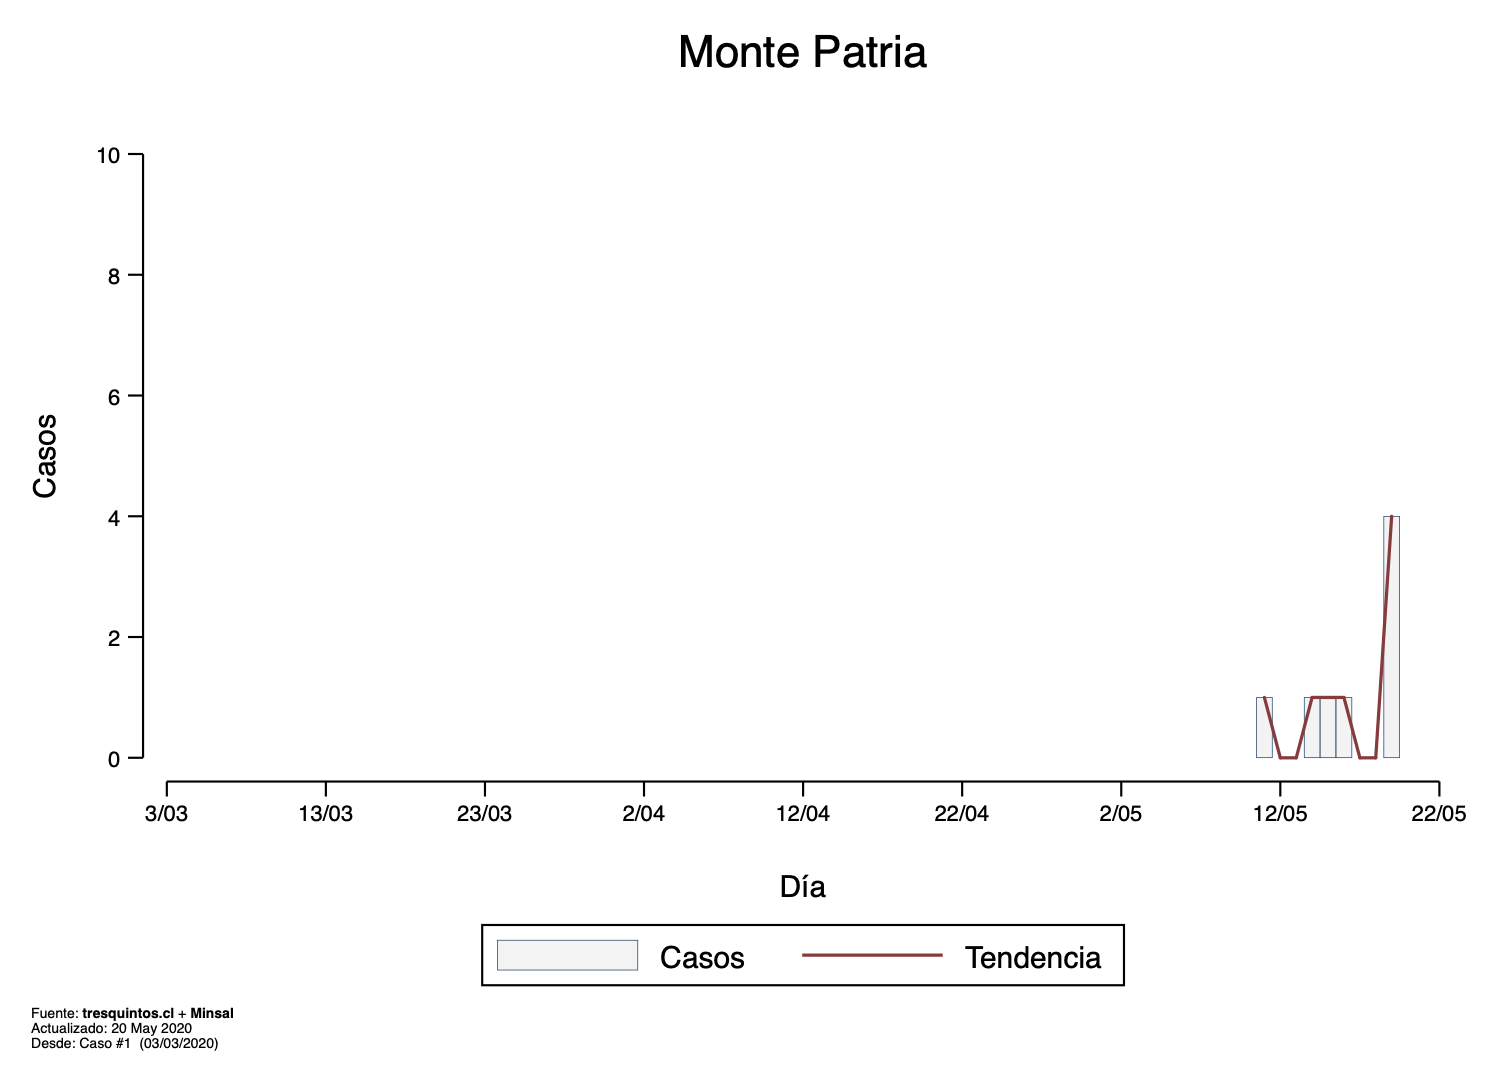 Monte Patria
10
8
6
4
2
0
Casos
3/03 13/03 23/03 2/04 12/04 22/04 2/05 12/05 22/05
Día
Casos Tendencia
Fuente: tresquintos.cl + Minsal
Actualizado: 20 May 2020
Desde: Caso #1 (03/03/2020)